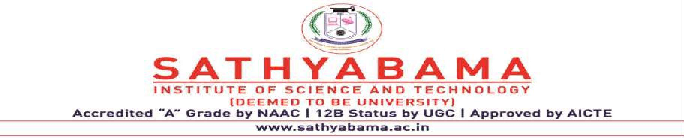 SATHYABAMA
INSTITUTE OF SCIENCE AND TECHNOLOGY
(DEEMED TO BE UNIVERSITY)
Accredited "A" Grade by NAAC | 12B Status by UGC | Approved by AICTE
www.sathyabama.ac.in